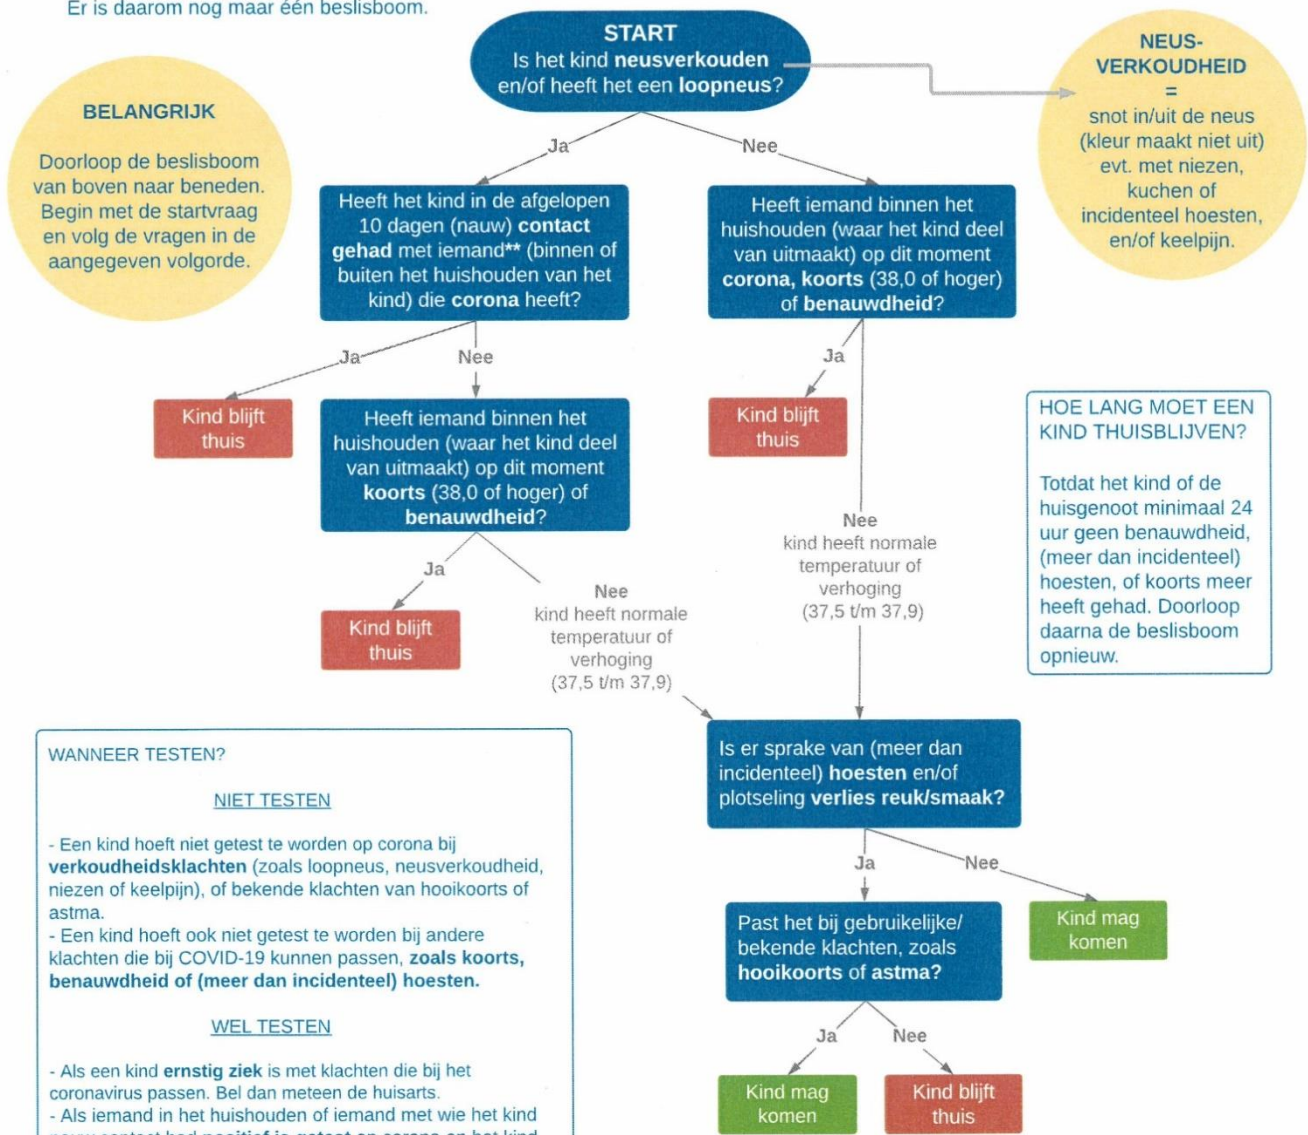 Er is daarom nog maar één beslisboom.
START
Is het kind neusverkouden
en/of heeft het een loopneus?
NEUS-
VERKOUDHEID
=
snot in/uit de neus
(kleur maakt niet uit)
evt. met niezen,
kuchen of
incidenteel hoesten,
en/of keelpijn.
BELANGRIJK
Doorloop de beslisboom
van boven naar beneden.
Begin met de startvraag
en volg de vragen in de
aangegeven volgorde.
Ja
Nee
Heeft het kind in de afgelopen
10 dagen (nauw) contact
gehad met iemand** (binnen of
buiten het huishouden van het
kind) die corona heeft?
Heeft iemand binnen het
huishouden (waar het kind deel
van uitmaakt) op dit moment
corona, koorts (38,0 of hoger)
of benauwdheid?
Ja
Nee
Ja
Kind blijft
thuis
Heeft iemand binnen het
huishouden (waar het kind deel
van uitmaakt) op dit moment
koorts (38,0 of hoger) of
benauwdheid?
Kind blijft
thuis
HOE LANG MOET EEN
KIND THUISBLIJVEN?
Totdat het kind of de
huisgenoot minimaal 24
uur geen benauwdheid,
(meer dan incidenteel)
hoesten, of koorts meer
heeft gehad. Doorloop
daarna de beslisboom
opnieuw.
Nee
kind heeft normale
temperatuur of
verhoging
(37,5 t/m 37,9)
Ja
Kind blijft
thuis
Nee
kind heeft normale
temperatuur of
verhoging
(37,5 t/m 37,9)
Is er sprake van (meer dan
incidenteel) hoesten en/of
plotseling verlies reuk/smaak?
Ja
Nee
Past het bij gebruikelijke/
bekende klachten, zoals
hooikoorts of astma?
Kind mag
komen
Ja
Nee
Kind mag
komen
Kind blijft
thuis
WANNEER TESTEN?
NIET TESTEN
- Een kind hoeft niet getest te worden op corona bij
verkoudheidsklachten (zoals loopneus, neusverkoudheid,
niezen of keelpijn), of bekende klachten van hooikoorts of
astma.
- Een kind hoeft ook niet getest te worden bij andere
klachten die bij COVID-19 kunnen passen, zoals koorts,
benauwdheid of (meer dan incidenteel) hoesten.
WEL TESTEN
- Als een kind ernstig ziek is met klachten die bij het
coronavirus passen. Bel dan meteen de huisarts.
- Als iemand in het huishouden of iemand met wie het kind
nauw contact had positief is getest op corona en het kind